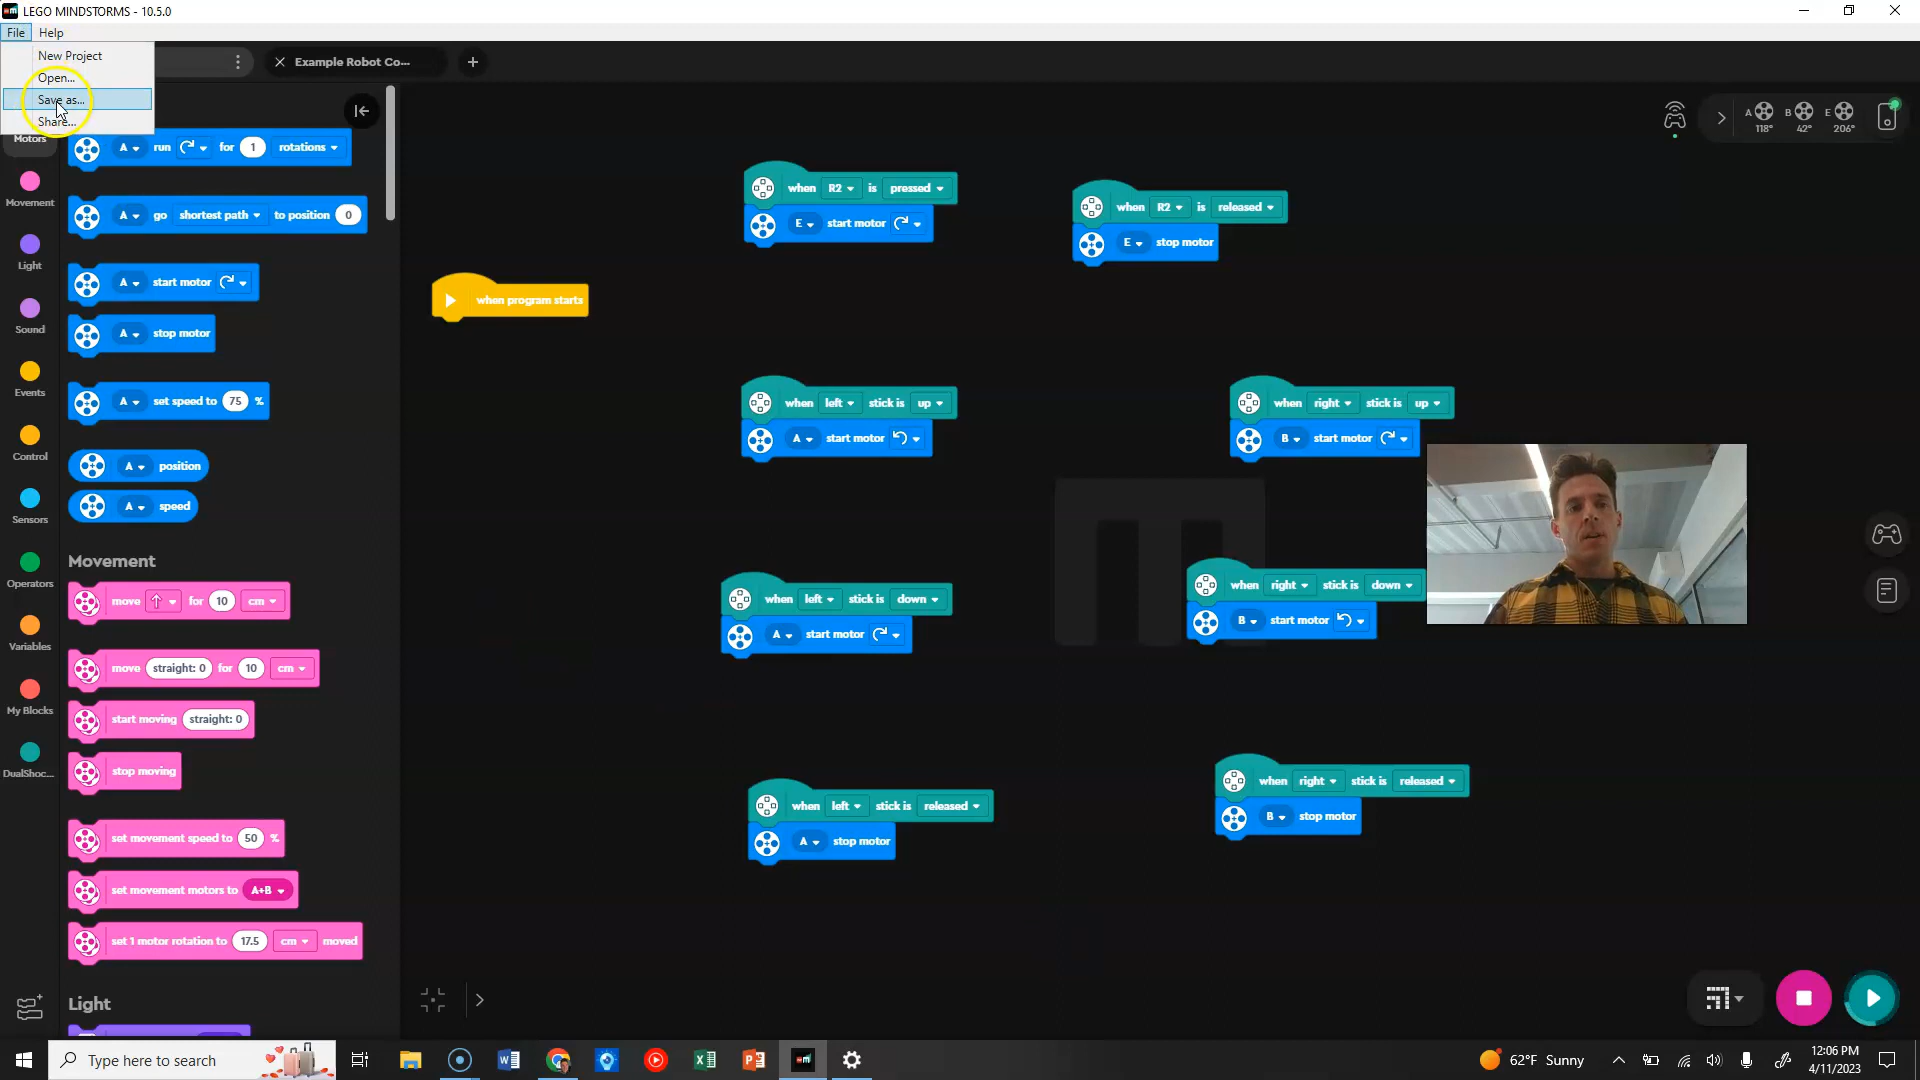 LEGO MINDSTORMS - 10.5.0
File Help
New Project
Open...
Save as...
Share...
Example Robot Co...
A 118° B 42° E 206°
Motors
Movement
Light
Sound
Events
Control
Sensors
Operators
Variables
My Blocks
DualShoc...
A run for 1 rotations
A go shortest path to position 0
A start motor
A stop motor
A set speed to 75 %
A position
A speed
Movement
move for 10 cm
move straight: 0 for 10 cm
start moving straight: 0
stop moving
set movement speed to 50 %
set movement motors to A+B
set 1 motor rotation to 17.5 cm moved
Light
when R2 is pressed
E start motor
when R2 is released
E stop motor
when program starts
when left stick is up
A start motor
when right stick is up
B start motor
when left stick is down
A start motor
when right stick is down
B start motor
when left stick is released
A stop motor
when right stick is released
B stop motor
Type here to search
62°F Sunny
12:06 PM
4/11/2023